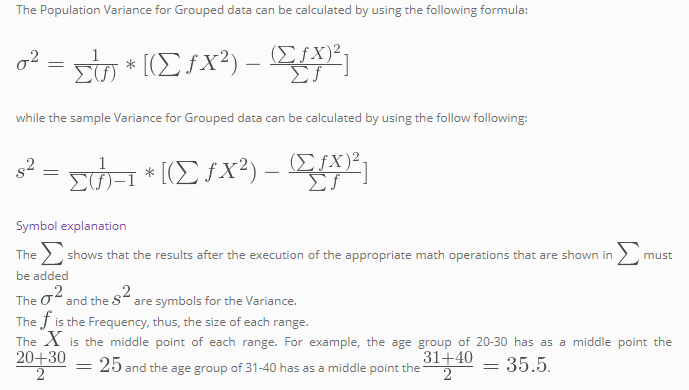 The Population Variance for Grouped data can be calculated by using the following formula:
σ² = 1/∑(f) * [(∑ fX²) − (∑ fX)²/∑ f]
while the sample Variance for Grouped data can be calculated by using the follow following:
s² = 1/∑(f)−1 * [(∑ fX²) − (∑ fX)²/∑ f]
Symbol explanation
The ∑ shows that the results after the execution of the appropriate math operations that are shown in ∑ must
be added
The σ² and the s² are symbols for the Variance.
The f is the Frequency, thus, the size of each range.
The X is the middle point of each range. For example, the age group of 20-30 has as a middle point the
20+30/2 = 25 and the age group of 31-40 has as a middle point the 31+40/2 = 35.5.